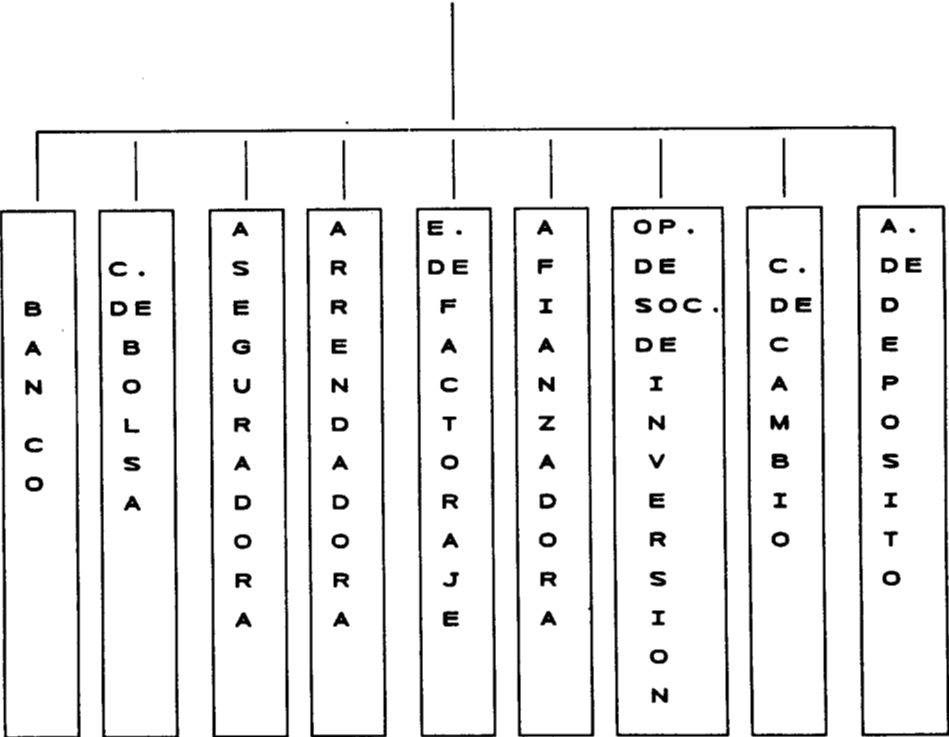 BANCO
C. DE BOLSA
ASEGURADORA
ARRENDADORA
E. DE FACTORAJE
AFIANZADORA
OP. DE SOC. DE INVERSION
C. DE CAMBIO
A. DE DEPOSITO